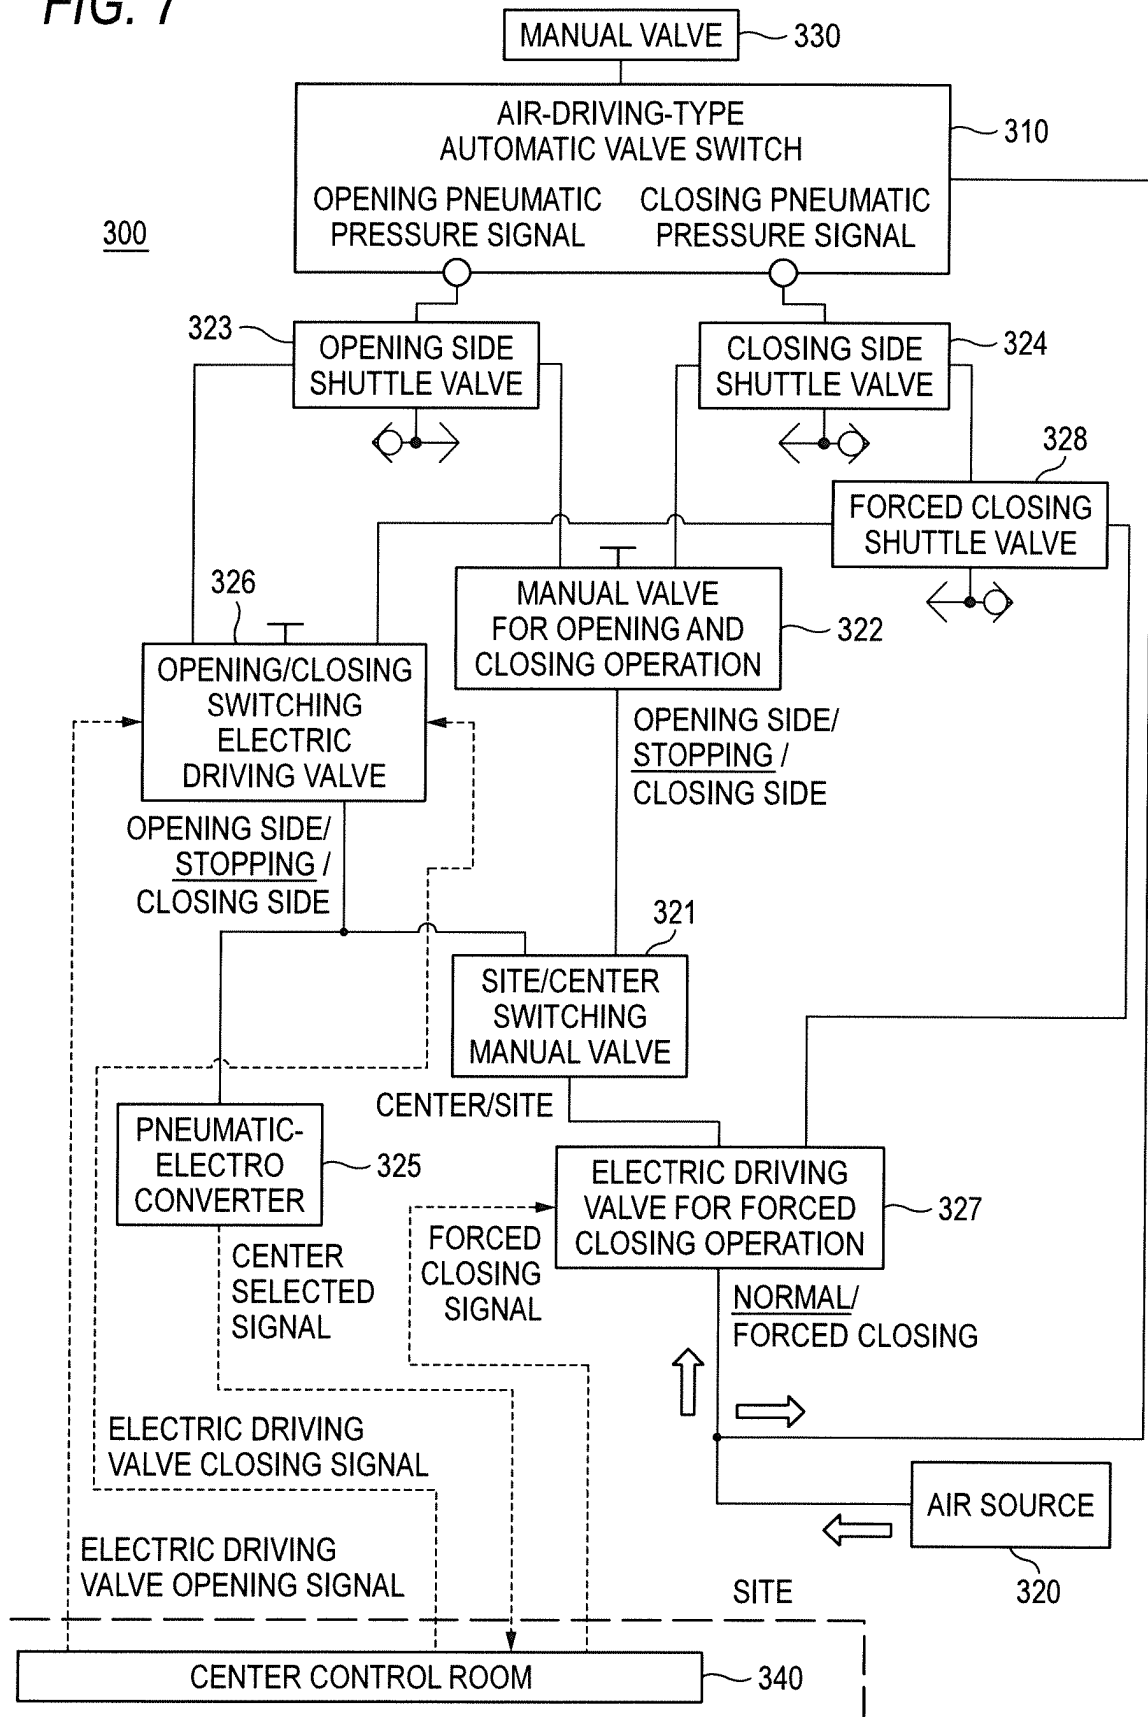 FIG. 7
MANUAL VALVE
330
AIR-DRIVING-TYPE
AUTOMATIC VALVE SWITCH
310
OPENING PNEUMATIC
PRESSURE SIGNAL
CLOSING PNEUMATIC
PRESSURE SIGNAL
300
323
OPENING SIDE
SHUTTLE VALVE
CLOSING SIDE
SHUTTLE VALVE
324
328
FORCED CLOSING
SHUTTLE VALVE
326
OPENING/CLOSING
SWITCHING
ELECTRIC
DRIVING VALVE
MANUAL VALVE
FOR OPENING AND
CLOSING OPERATION
322
OPENING SIDE/
STOPPING /
CLOSING SIDE
OPENING SIDE/
STOPPING /
CLOSING SIDE
321
SITE/CENTER
SWITCHING
MANUAL VALVE
CENTER/SITE
PNEUMATIC-
ELECTRO
CONVERTER
325
ELECTRIC DRIVING
VALVE FOR FORCED
CLOSING OPERATION
327
CENTER
SELECTED
SIGNAL
FORCED
CLOSING
SIGNAL
NORMAL/
FORCED CLOSING
ELECTRIC DRIVING
VALVE CLOSING SIGNAL
AIR SOURCE
320
ELECTRIC DRIVING
VALVE OPENING SIGNAL
SITE
CENTER CONTROL ROOM
340